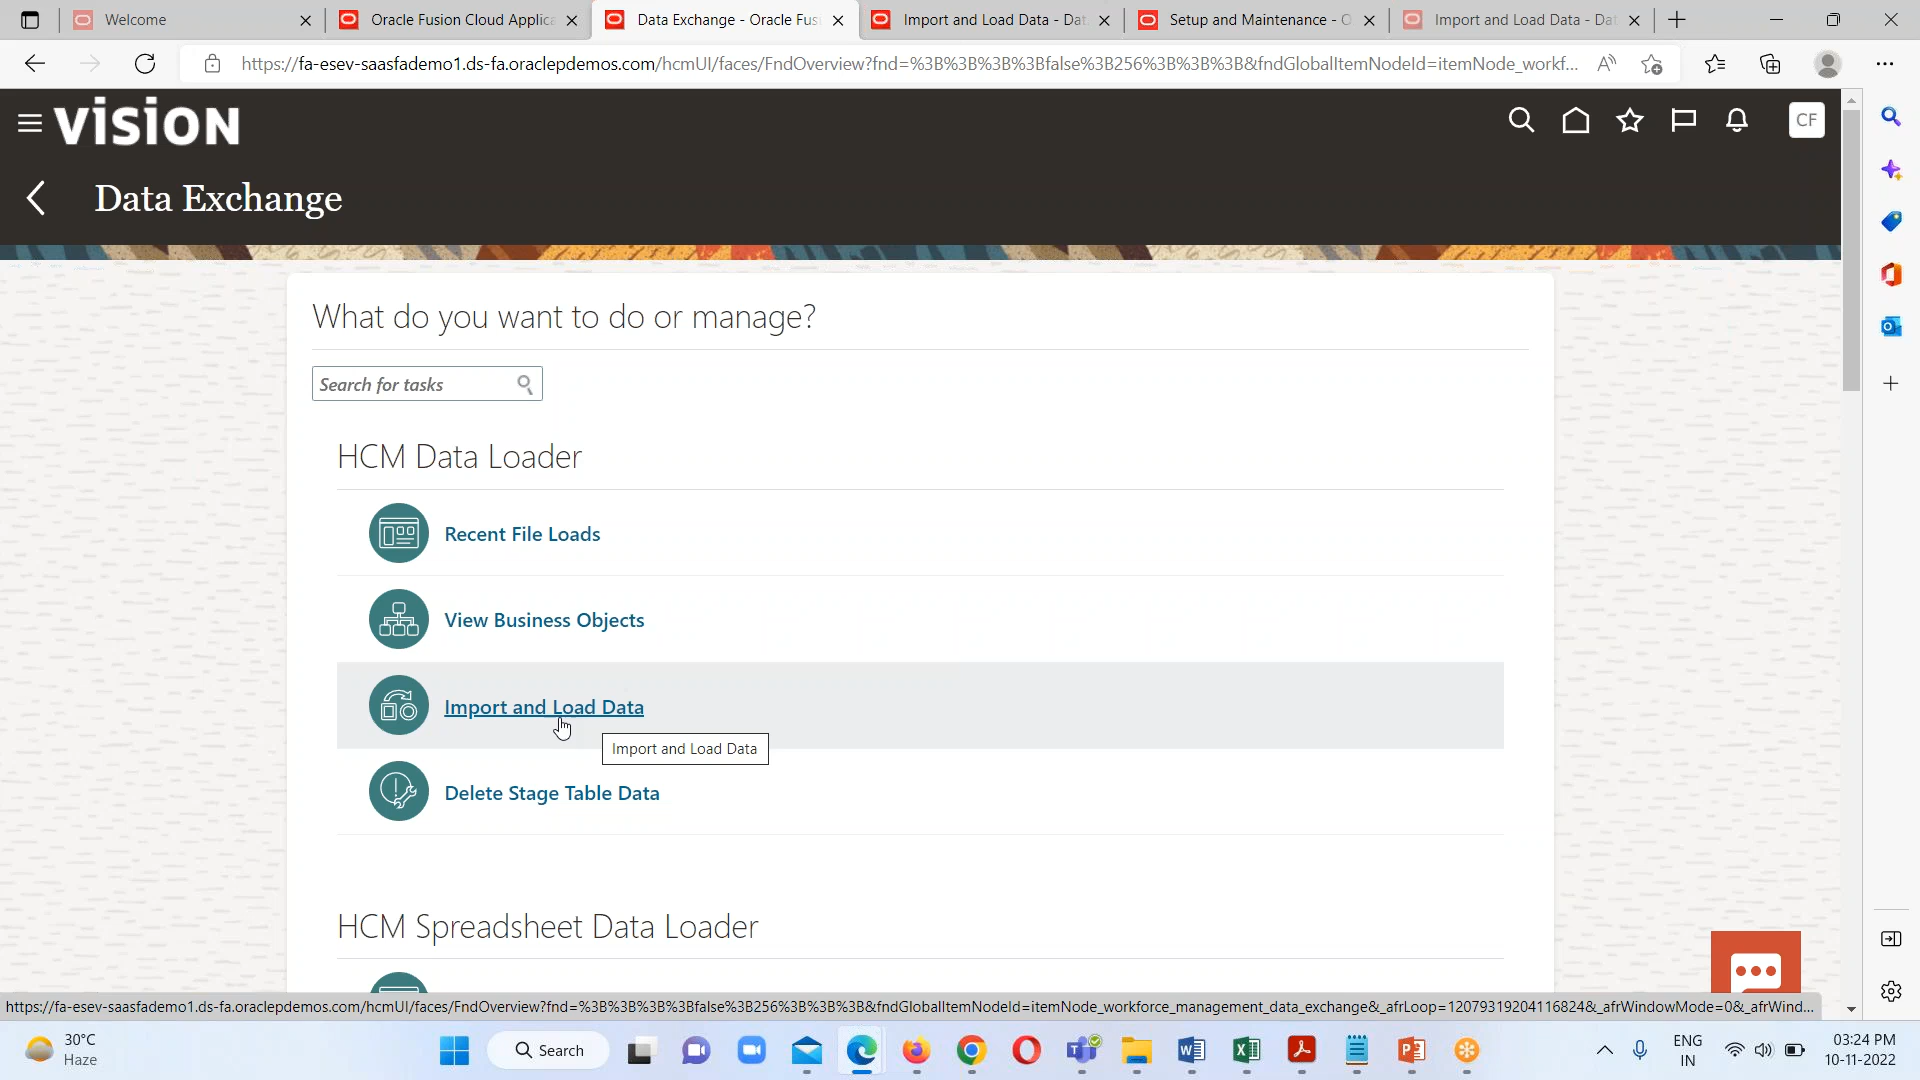 Welcome
Oracle Fusion Cloud Applica
Data Exchange - Oracle Fus
Import and Load Data - Dat
Setup and Maintenance - O
Import and Load Data - Dat
https://fa-esev-saasfademo1.ds-fa.oraclepdemos.com/hcmUI/faces/FndOverview?fnd=%3B%3B%3B%3Bfalse%3B256%3B%3B%3B&fndGlobalItemNodeId=itemNode_workf...
VISION
CF
Data Exchange
What do you want to do or manage?
Search for tasks
HCM Data Loader
Recent File Loads
View Business Objects
Import and Load Data
Import and Load Data
Delete Stage Table Data
HCM Spreadsheet Data Loader
https://fa-esev-saasfademo1.ds-fa.oraclepdemos.com/hcmUI/faces/FndOverview?fnd=%3B%3B%3B%3Bfalse%3B256%3B%3B%3B&fndGlobalItemNodeId=itemNode_workforce_management_data_exchange&_afrLoop=12079319204116824&_afrWindowMode=0&_afrWind...
30°C
Haze
Search
ENG
IN
03:24 PM
10-11-2022